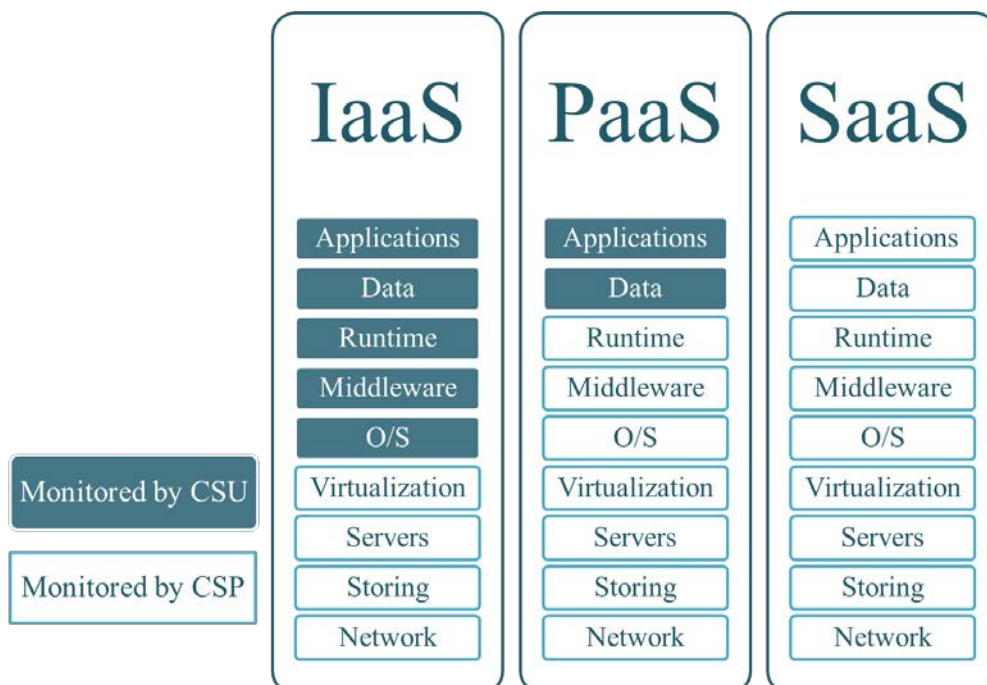 IaaS
Applications
Data
Runtime
Middleware
O/S
Virtualization
Servers
Storing
Network
PaaS
Applications
Data
Runtime
Middleware
O/S
Virtualization
Servers
Storing
Network
SaaS
Applications
Data
Runtime
Middleware
O/S
Virtualization
Servers
Storing
Network
Monitored by CSU
Monitored by CSP